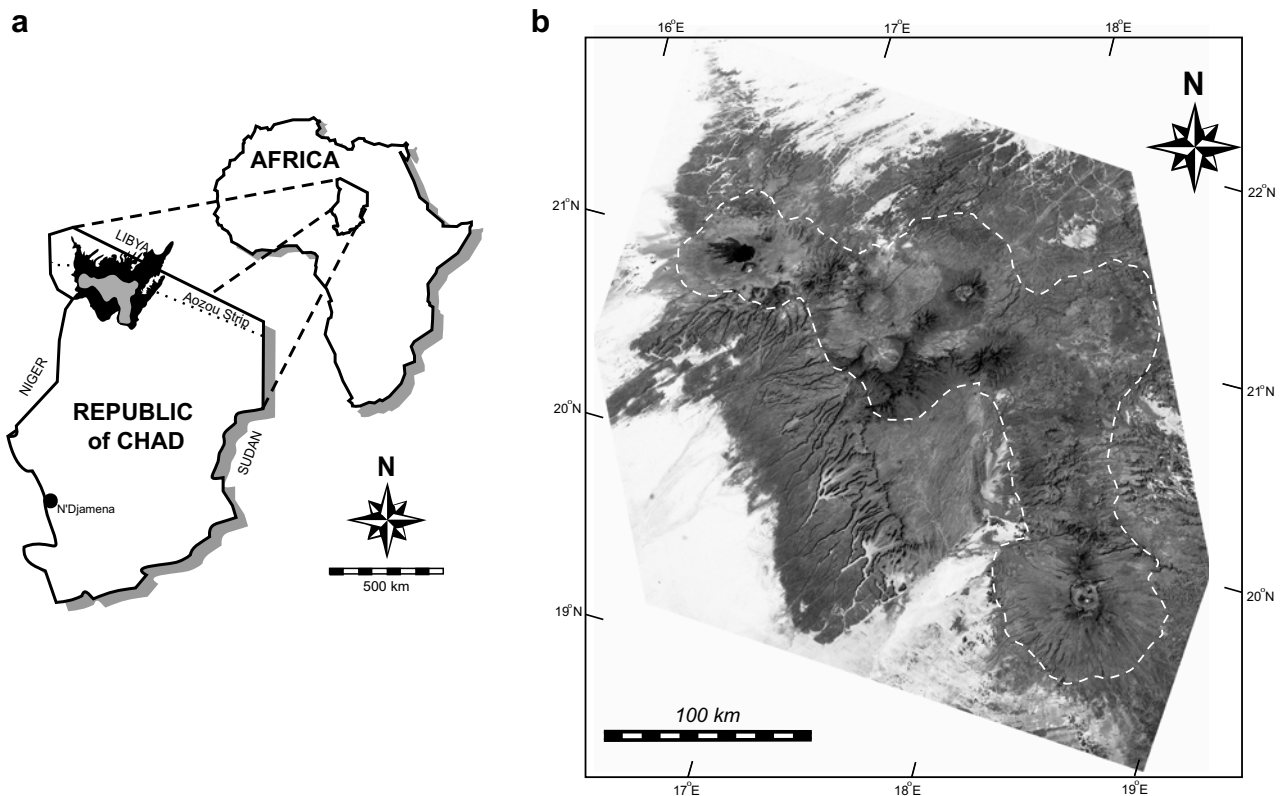 a
AFRICA
LIBYA
Aozou Strip
NIGER
REPUBLIC
of CHAD
SUDAN
N'Djamena
N
500 km
b
16°E
17°E
18°E
N
21°N
22°N
20°N
21°N
19°N
20°N
100 km
17°E
18°E
19°E